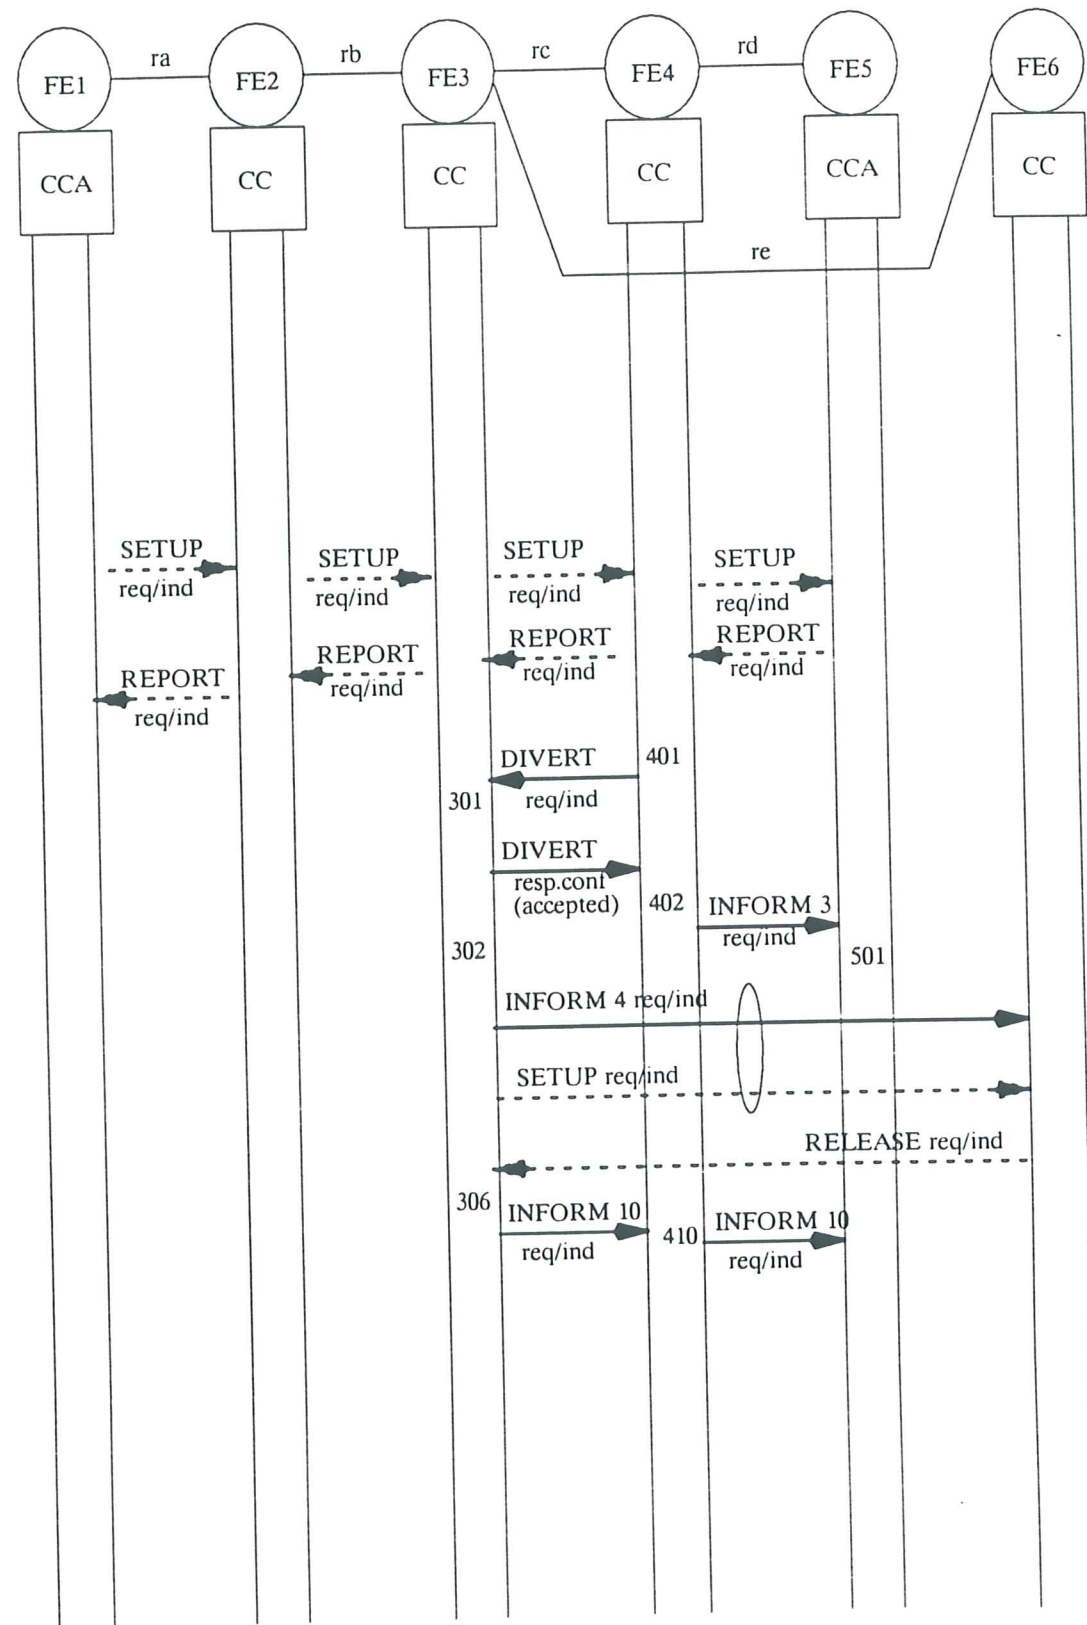 ra
rb
rc
rd
FE1
FE2
FE3
FE4
FE5
FE6
CCA
CC
CC
CC
CCA
CC
re
SETUP
req/ind
SETUP
req/ind
SETUP
req/ind
SETUP
req/ind
REPORT
req/ind
REPORT
req/ind
REPORT
req/ind
REPORT
req/ind
DIVERT
401
req/ind
301
DIVERT
resp.conf
(accepted)
402
INFORM 3
req/ind
302
501
INFORM 4 req/ind
SETUP req/ind
RELEASE req/ind
306
INFORM 10
req/ind
410
INFORM 10
req/ind